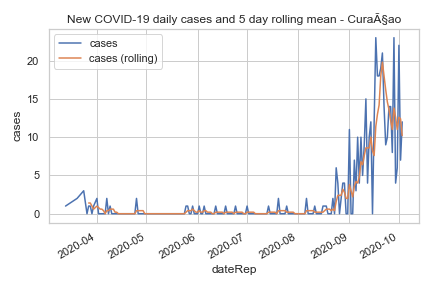 New COVID-19 daily cases and 5 day rolling mean - CuraÃ§ao
cases
cases (rolling)
cases
20
15
10
5
0
2020-04
2020-05
2020-06
2020-07
2020-08
2020-09
2020-10
dateRep